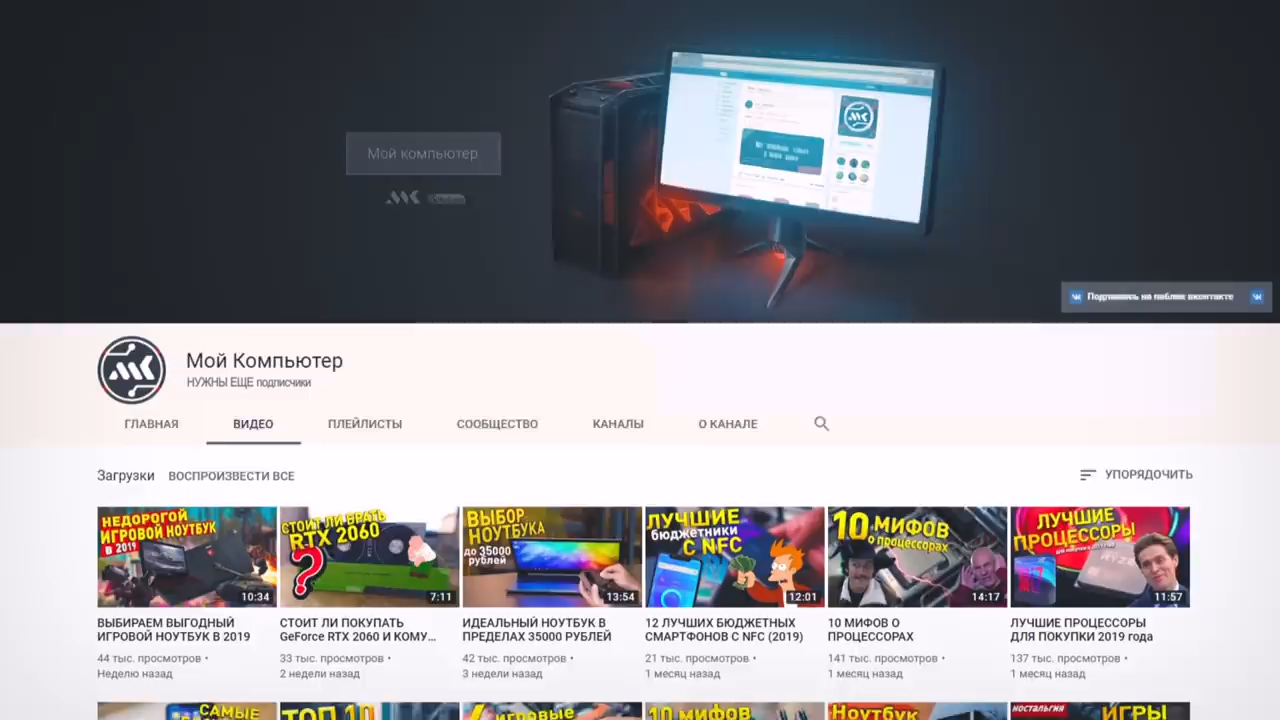 Мой компьютер
Подпишись на паблик вконтакте
Мой Компьютер
НУЖНЫ ЕЩЕ подписчики
ГЛАВНАЯ ВИДЕО ПЛЕЙЛИСТЫ СООБЩЕСТВО КАНАЛЫ О КАНАЛЕ
Загрузки ВОСПРОИЗВЕСТИ ВСЕ УПОРЯДОЧИТЬ
НЕДОРОГОЙ
ИГРОВОЙ НОУТБУК
В 2019
10:34
СТОИТ ЛИ БРАТЬ
RTX 2060
?
7:11
ВЫБОР
НОУТБУКА
до 35000
рублей
13:54
ЛУЧШИЕ
бюджетники
С NFC
12:01
10 МИФОВ
о процессорах
14:17
ЛУЧШИЕ
ПРОЦЕССОРЫ
11:57
ВЫБИРАЕМ ВЫГОДНЫЙ
ИГРОВОЙ НОУТБУК В 2019
44 тыс. просмотров •
Неделю назад
СТОИТ ЛИ ПОКУПАТЬ
GeForce RTX 2060 И КОМУ...
33 тыс. просмотров •
2 недели назад
ИДЕАЛЬНЫЙ НОУТБУК В
ПРЕДЕЛАХ 35000 РУБЛЕЙ
42 тыс. просмотров •
3 недели назад
12 ЛУЧШИХ БЮДЖЕТНЫХ
СМАРТФОНОВ С NFC (2019)
21 тыс. просмотров •
1 месяц назад
10 МИФОВ О
ПРОЦЕССОРАХ
141 тыс. просмотров •
1 месяц назад
ЛУЧШИЕ ПРОЦЕССОРЫ
ДЛЯ ПОКУПКИ 2019 года
137 тыс. просмотров •
1 месяц назад
САМЫЕ
ТОП 10
игровые
10 мифов
Ноутбук
НОСТАЛЬГИЯ
ИГРЫ